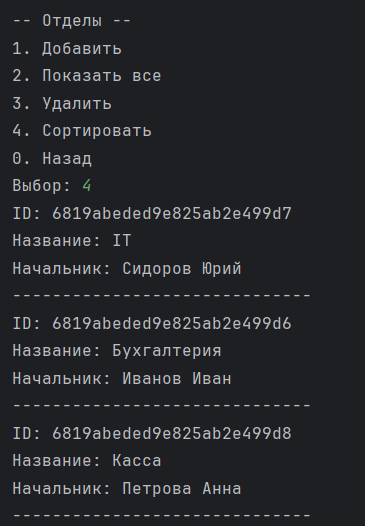 -- Отделы --
1. Добавить
2. Показать все
3. Удалить
4. Сортировать
0. Назад
Выбор: 4
ID: 6819abeded9e825ab2e499d7
Название: IT
Начальник: Сидоров Юрий
------------------------------
ID: 6819abeded9e825ab2e499d6
Название: Бухгалтерия
Начальник: Иванов Иван
------------------------------
ID: 6819abeded9e825ab2e499d8
Название: Касса
Начальник: Петрова Анна
------------------------------